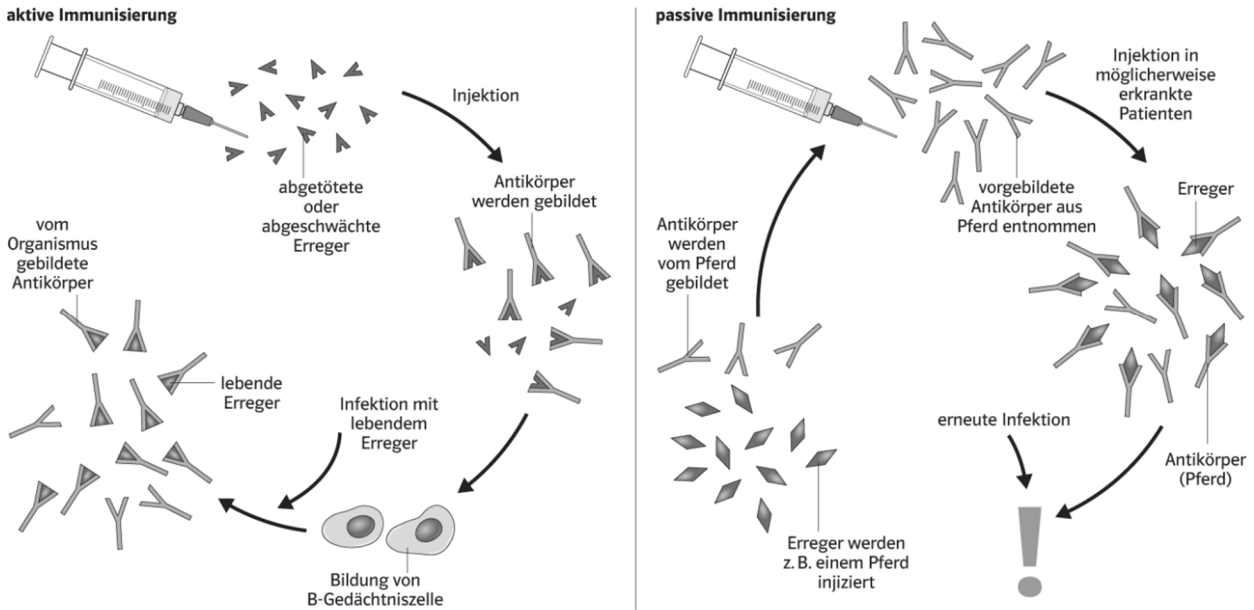 aktive Immunisierung
Injektion
abgetötete
oder
abgeschwächte
Erreger
Antikörper
werden gebildet
vom
Organismus
gebildete
Antikörper
lebende
Erreger
Infektion mit
lebendem
Erreger
Bildung von
B-Gedächtniszelle
passive Immunisierung
Injektion in
möglicherweise
erkrankte
Patienten
vorgebildete
Antikörper aus
Pferd entnommen
Erreger
Antikörper
werden
vom Pferd
gebildet
erneute Infektion
Antikörper
(Pferd)
Erreger werden
z. B. einem Pferd
injiziert
!